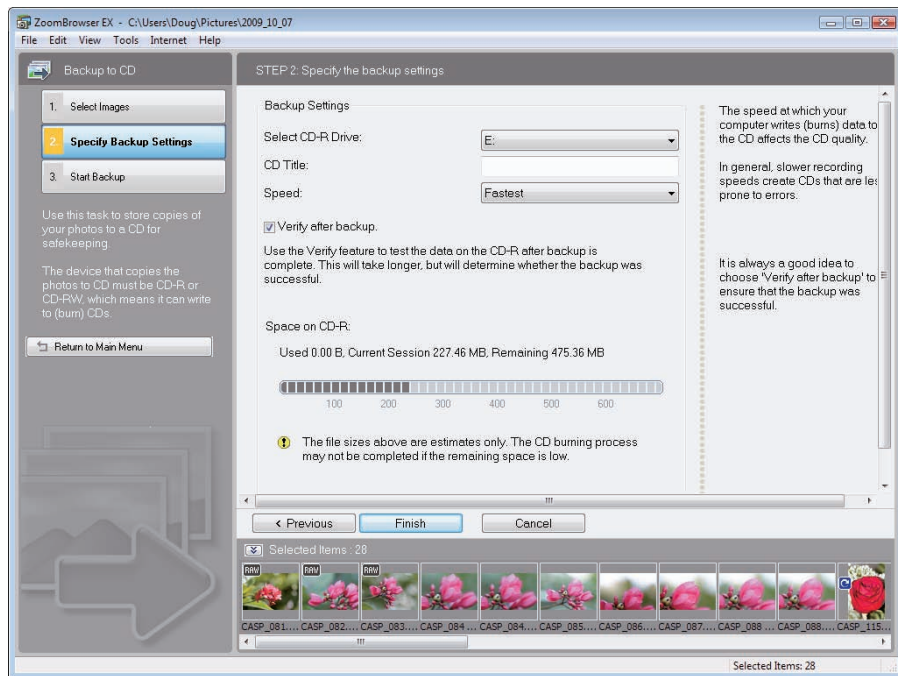 ZoomBrowser EX - C:\Users\Doug\Pictures\2009_10_07
File Edit View Tools Internet Help
Backup to CD
1. Select Images
2. Specify Backup Settings
3. Start Backup
Use this task to store copies of
your photos to a CD for
safekeeping.
The device that copies the
photos to CD must be CD-R or
CD-RW, which means it can write
to (burn) CDs.
Return to Main Menu
STEP 2: Specify the backup settings
Backup Settings
Select CD-R Drive: E:
CD Title:
Speed: Fastest
Verify after backup.
Use the Verify feature to test the data on the CD-R after backup is
complete. This will take longer, but will determine whether the backup was
successful.
Space on CD-R:
Used 0.00 B, Current Session 227.46 MB, Remaining 475.36 MB
100 200 300 400 500 600
The file sizes above are estimates only. The CD burning process
may not be completed if the remaining space is low.
The speed at which your
computer writes (burns) data to
the CD affects the CD quality.
In general, slower recording
speeds create CDs that are les
prone to errors.
It is always a good idea to
choose 'Verify after backup' to
ensure that the backup was
successful.
< Previous Finish Cancel
Selected Items : 28
RAW RAW RAW
CASP_081.... CASP_082.... CASP_083.... CASP_084 ... CASP_084.... CASP_085.... CASP_086.... CASP_087.... CASP_088 ... CASP_088.... CASP_115...
Selected Items: 28